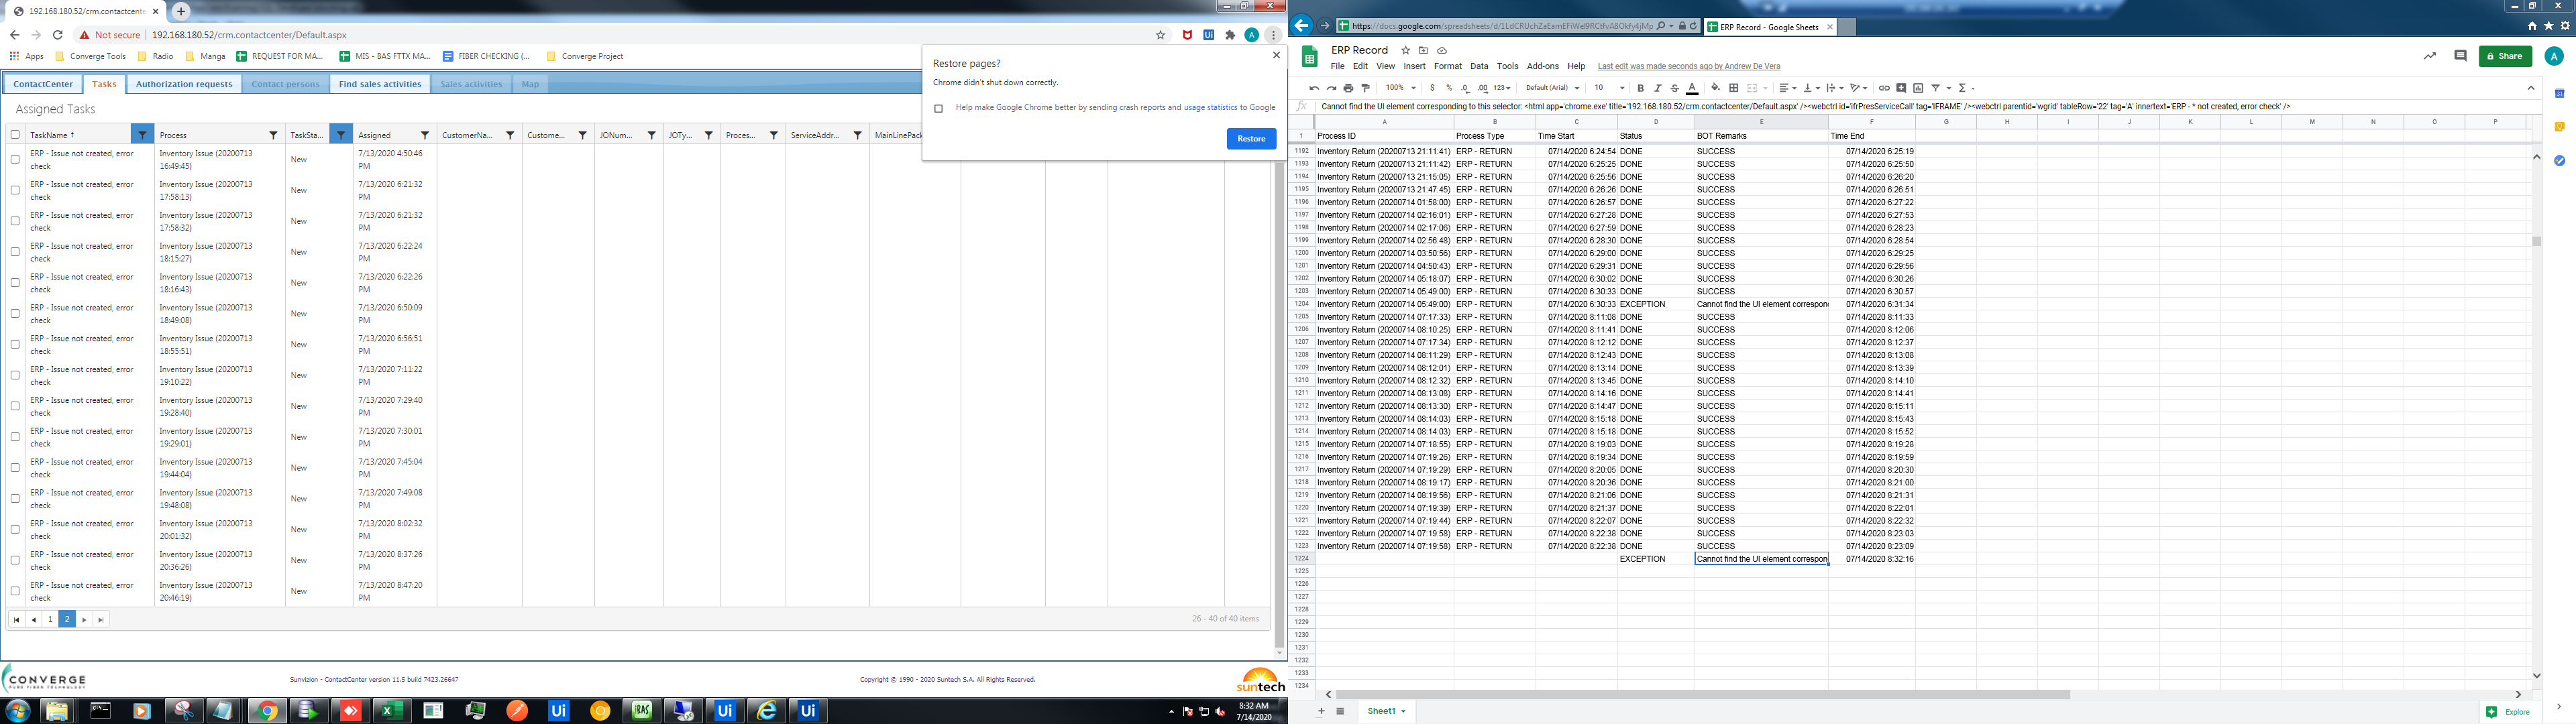 192.168.180.52/crm.contactcente
Not secure | 192.168.180.52/crm.contactcenter/Default.aspx
Apps Converge Tools Radio Manga REQUEST FOR MA... MIS - BAS FTTX MA... FIBER CHECKING (... Converge Project
Restore pages?
Chrome didn't shut down correctly.
Help make Google Chrome better by sending crash reports and usage statistics to Google
Restore
ContactCenter Tasks Authorization requests Contact persons Find sales activities Sales activities Map
Assigned Tasks
TaskName ↑ Process TaskSta... Assigned CustomerNa... Custome... JONum... JOTy... Proces... ServiceAddr... MainLinePack
ERP - Issue not created, error check Inventory Issue (20200713 16:49:45) New 7/13/2020 4:50:46 PM
ERP - Issue not created, error check Inventory Issue (20200713 17:58:13) New 7/13/2020 6:21:32 PM
ERP - Issue not created, error check Inventory Issue (20200713 17:58:32) New 7/13/2020 6:21:32 PM
ERP - Issue not created, error check Inventory Issue (20200713 18:15:27) New 7/13/2020 6:22:24 PM
ERP - Issue not created, error check Inventory Issue (20200713 18:16:43) New 7/13/2020 6:22:26 PM
ERP - Issue not created, error check Inventory Issue (20200713 18:49:08) New 7/13/2020 6:50:09 PM
ERP - Issue not created, error check Inventory Issue (20200713 18:55:51) New 7/13/2020 6:56:51 PM
ERP - Issue not created, error check Inventory Issue (20200713 19:10:22) New 7/13/2020 7:11:22 PM
ERP - Issue not created, error check Inventory Issue (20200713 19:28:40) New 7/13/2020 7:29:40 PM
ERP - Issue not created, error check Inventory Issue (20200713 19:29:01) New 7/13/2020 7:30:01 PM
ERP - Issue not created, error check Inventory Issue (20200713 19:44:04) New 7/13/2020 7:45:04 PM
ERP - Issue not created, error check Inventory Issue (20200713 19:48:08) New 7/13/2020 7:49:08 PM
ERP - Issue not created, error check Inventory Issue (20200713 20:01:32) New 7/13/2020 8:02:32 PM
ERP - Issue not created, error check Inventory Issue (20200713 20:36:26) New 7/13/2020 8:37:26 PM
ERP - Issue not created, error check Inventory Issue (20200713 20:46:19) New 7/13/2020 8:47:20 PM
1 2 26 - 40 of 40 items
CONVERGE
PURE FIBER TECHNOLOGY
Sunvizion - ContactCenter version 11.5 build 7423.26647
Copyright © 1990 - 2020 Suntech S.A. All Rights Reserved.
suntech
8:32 AM
7/14/2020
ERP Record - Google Sheets
ERP Record
File Edit View Insert Format Data Tools Add-ons Help Last edit was made seconds ago by Andrew De Vera
Share A
100% $ % .0 .00 123 Default (Ari... 10
Cannot find the UI element corresponding to this selector: <html app='chrome.exe' title='192.168.180.52/crm.contactcenter/Default.aspx' /><webctrl id='ifrPresServiceCall' tag='IFRAME' /><webctrl parentid='wgrid' tableRow='22' tag='A' innertext='ERP - * not created, error check' />
A B C D E F G H I J K L M N O P
1 Process ID Process Type Time Start Status BOT Remarks Time End
1192 Inventory Return (20200713 21:11:41) ERP - RETURN 07/14/2020 6:24:54 DONE SUCCESS 07/14/2020 6:25:19
1193 Inventory Return (20200713 21:11:42) ERP - RETURN 07/14/2020 6:25:25 DONE SUCCESS 07/14/2020 6:25:50
1194 Inventory Return (20200713 21:15:05) ERP - RETURN 07/14/2020 6:25:56 DONE SUCCESS 07/14/2020 6:26:20
1195 Inventory Return (20200713 21:47:45) ERP - RETURN 07/14/2020 6:26:26 DONE SUCCESS 07/14/2020 6:26:51
1196 Inventory Return (20200714 01:58:00) ERP - RETURN 07/14/2020 6:26:57 DONE SUCCESS 07/14/2020 6:27:22
1197 Inventory Return (20200714 02:16:01) ERP - RETURN 07/14/2020 6:27:28 DONE SUCCESS 07/14/2020 6:27:53
1198 Inventory Return (20200714 02:17:06) ERP - RETURN 07/14/2020 6:27:59 DONE SUCCESS 07/14/2020 6:28:23
1199 Inventory Return (20200714 02:56:48) ERP - RETURN 07/14/2020 6:28:30 DONE SUCCESS 07/14/2020 6:28:54
1200 Inventory Return (20200714 03:50:56) ERP - RETURN 07/14/2020 6:29:00 DONE SUCCESS 07/14/2020 6:29:25
1201 Inventory Return (20200714 04:50:43) ERP - RETURN 07/14/2020 6:29:31 DONE SUCCESS 07/14/2020 6:29:56
1202 Inventory Return (20200714 05:18:07) ERP - RETURN 07/14/2020 6:30:02 DONE SUCCESS 07/14/2020 6:30:26
1203 Inventory Return (20200714 05:49:00) ERP - RETURN 07/14/2020 6:30:33 DONE SUCCESS 07/14/2020 6:30:57
1204 Inventory Return (20200714 05:49:00) ERP - RETURN 07/14/2020 6:30:33 EXCEPTION Cannot find the UI element correspon 07/14/2020 6:31:34
1205 Inventory Return (20200714 07:17:33) ERP - RETURN 07/14/2020 8:11:08 DONE SUCCESS 07/14/2020 8:11:33
1206 Inventory Return (20200714 08:10:25) ERP - RETURN 07/14/2020 8:11:41 DONE SUCCESS 07/14/2020 8:12:06
1207 Inventory Return (20200714 07:17:34) ERP - RETURN 07/14/2020 8:12:12 DONE SUCCESS 07/14/2020 8:12:37
1208 Inventory Return (20200714 08:11:29) ERP - RETURN 07/14/2020 8:12:43 DONE SUCCESS 07/14/2020 8:13:08
1209 Inventory Return (20200714 08:12:01) ERP - RETURN 07/14/2020 8:13:14 DONE SUCCESS 07/14/2020 8:13:39
1210 Inventory Return (20200714 08:12:32) ERP - RETURN 07/14/2020 8:13:45 DONE SUCCESS 07/14/2020 8:14:10
1211 Inventory Return (20200714 08:13:08) ERP - RETURN 07/14/2020 8:14:16 DONE SUCCESS 07/14/2020 8:14:41
1212 Inventory Return (20200714 08:13:30) ERP - RETURN 07/14/2020 8:14:47 DONE SUCCESS 07/14/2020 8:15:11
1213 Inventory Return (20200714 08:14:03) ERP - RETURN 07/14/2020 8:15:18 DONE SUCCESS 07/14/2020 8:15:43
1214 Inventory Return (20200714 08:14:03) ERP - RETURN 07/14/2020 8:15:18 DONE SUCCESS 07/14/2020 8:15:52
1215 Inventory Return (20200714 07:18:55) ERP - RETURN 07/14/2020 8:19:03 DONE SUCCESS 07/14/2020 8:19:28
1216 Inventory Return (20200714 07:19:26) ERP - RETURN 07/14/2020 8:19:34 DONE SUCCESS 07/14/2020 8:19:59
1217 Inventory Return (20200714 07:19:29) ERP - RETURN 07/14/2020 8:20:05 DONE SUCCESS 07/14/2020 8:20:30
1218 Inventory Return (20200714 08:19:17) ERP - RETURN 07/14/2020 8:20:36 DONE SUCCESS 07/14/2020 8:21:00
1219 Inventory Return (20200714 08:19:56) ERP - RETURN 07/14/2020 8:21:06 DONE SUCCESS 07/14/2020 8:21:31
1220 Inventory Return (20200714 07:19:39) ERP - RETURN 07/14/2020 8:21:37 DONE SUCCESS 07/14/2020 8:22:01
1221 Inventory Return (20200714 07:19:44) ERP - RETURN 07/14/2020 8:22:07 DONE SUCCESS 07/14/2020 8:22:32
1222 Inventory Return (20200714 07:19:58) ERP - RETURN 07/14/2020 8:22:38 DONE SUCCESS 07/14/2020 8:23:03
1223 Inventory Return (20200714 07:19:58) ERP - RETURN 07/14/2020 8:22:38 DONE SUCCESS 07/14/2020 8:23:09
1224 EXCEPTION Cannot find the UI element correspon 07/14/2020 8:32:16
1225
1226
1227
1228
1229
1230
1231
1232
1233
1234
Sheet1
Explore